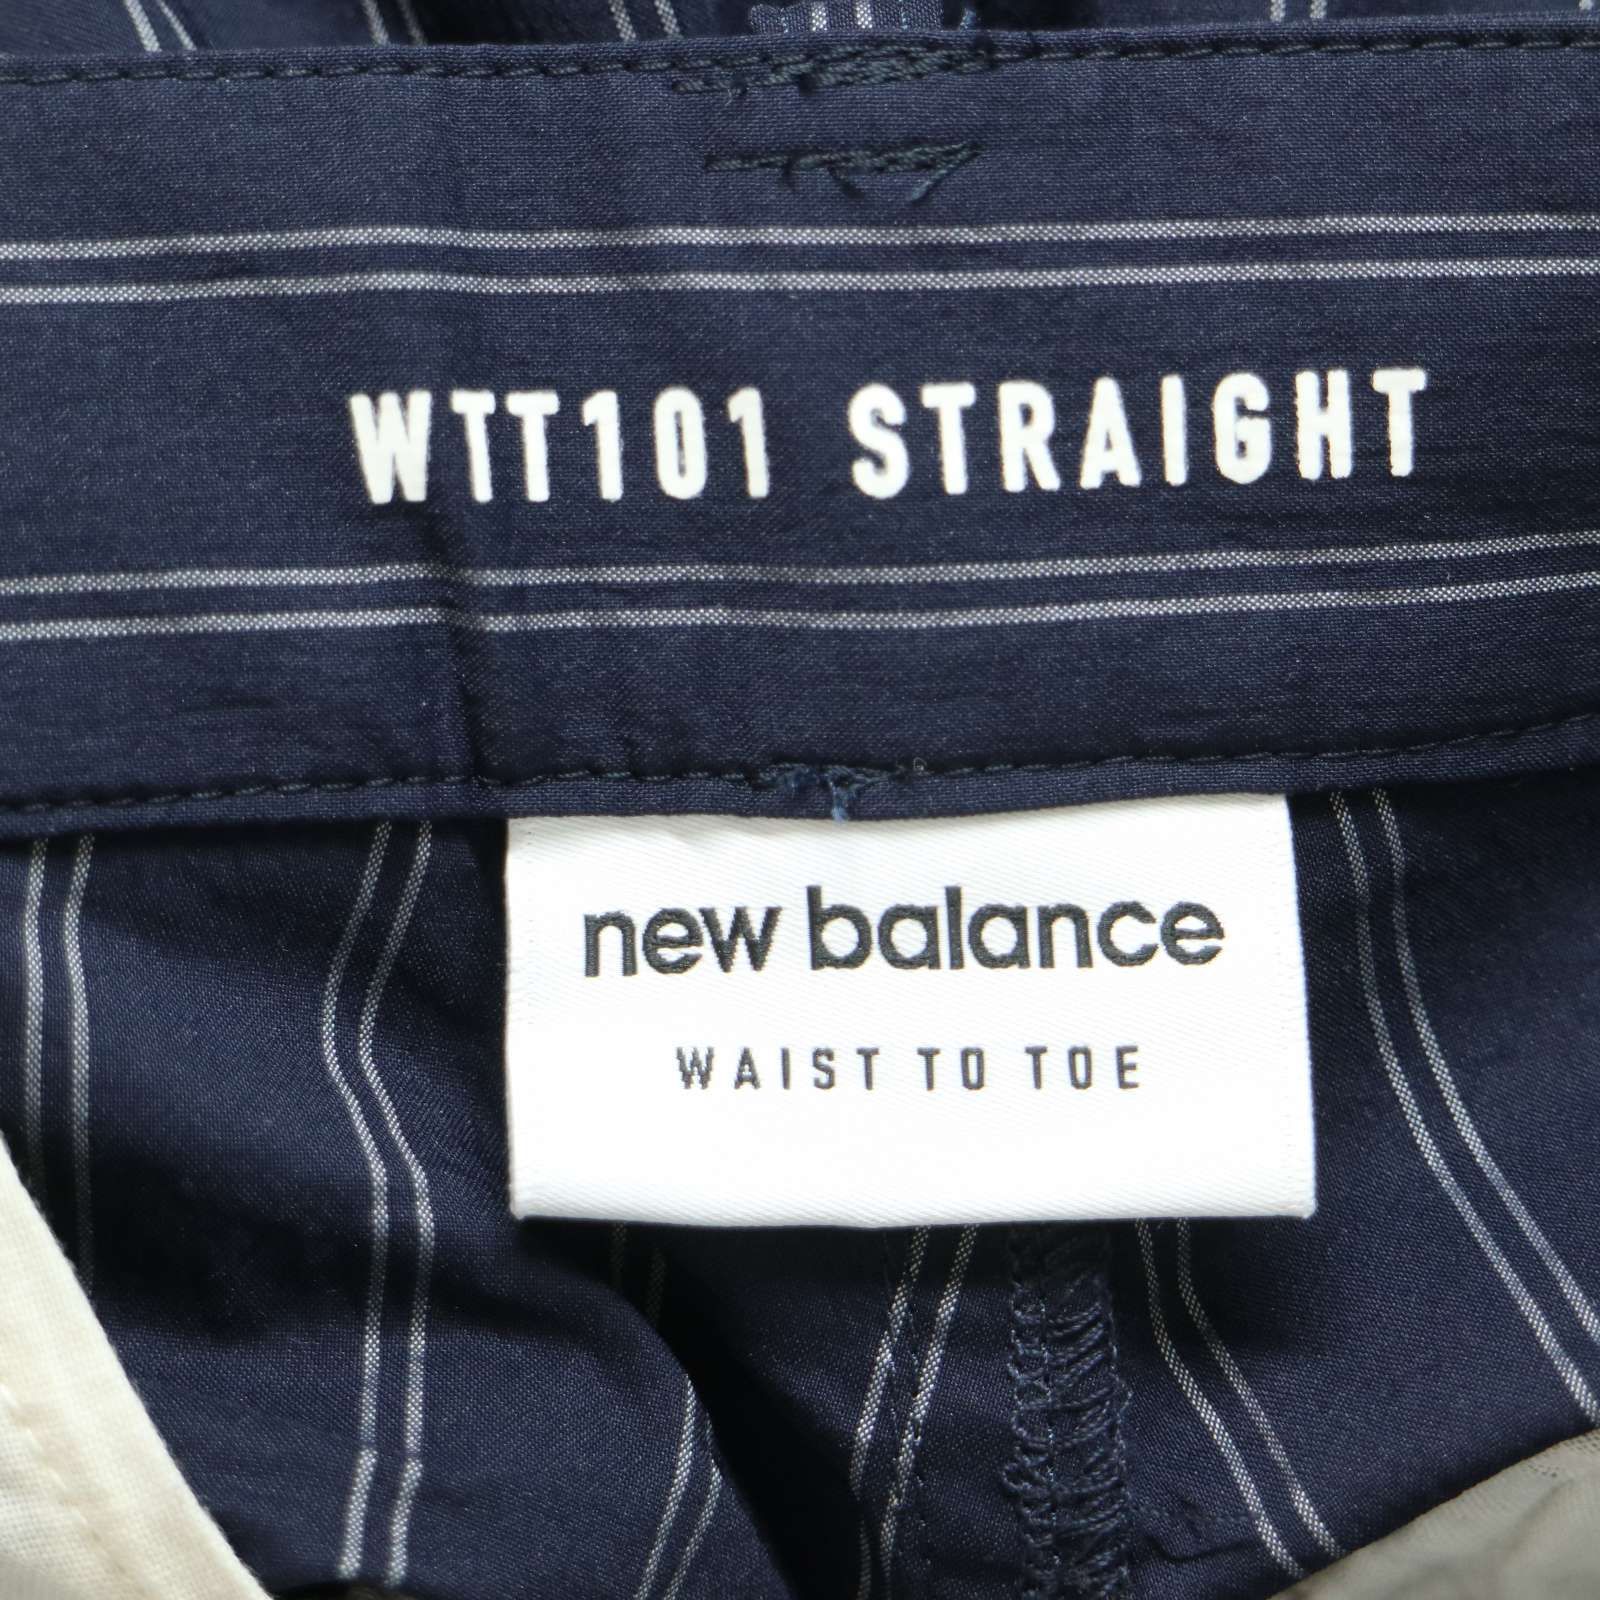 WTT101 STRAIGHT
new balance
WAIST TO TOE